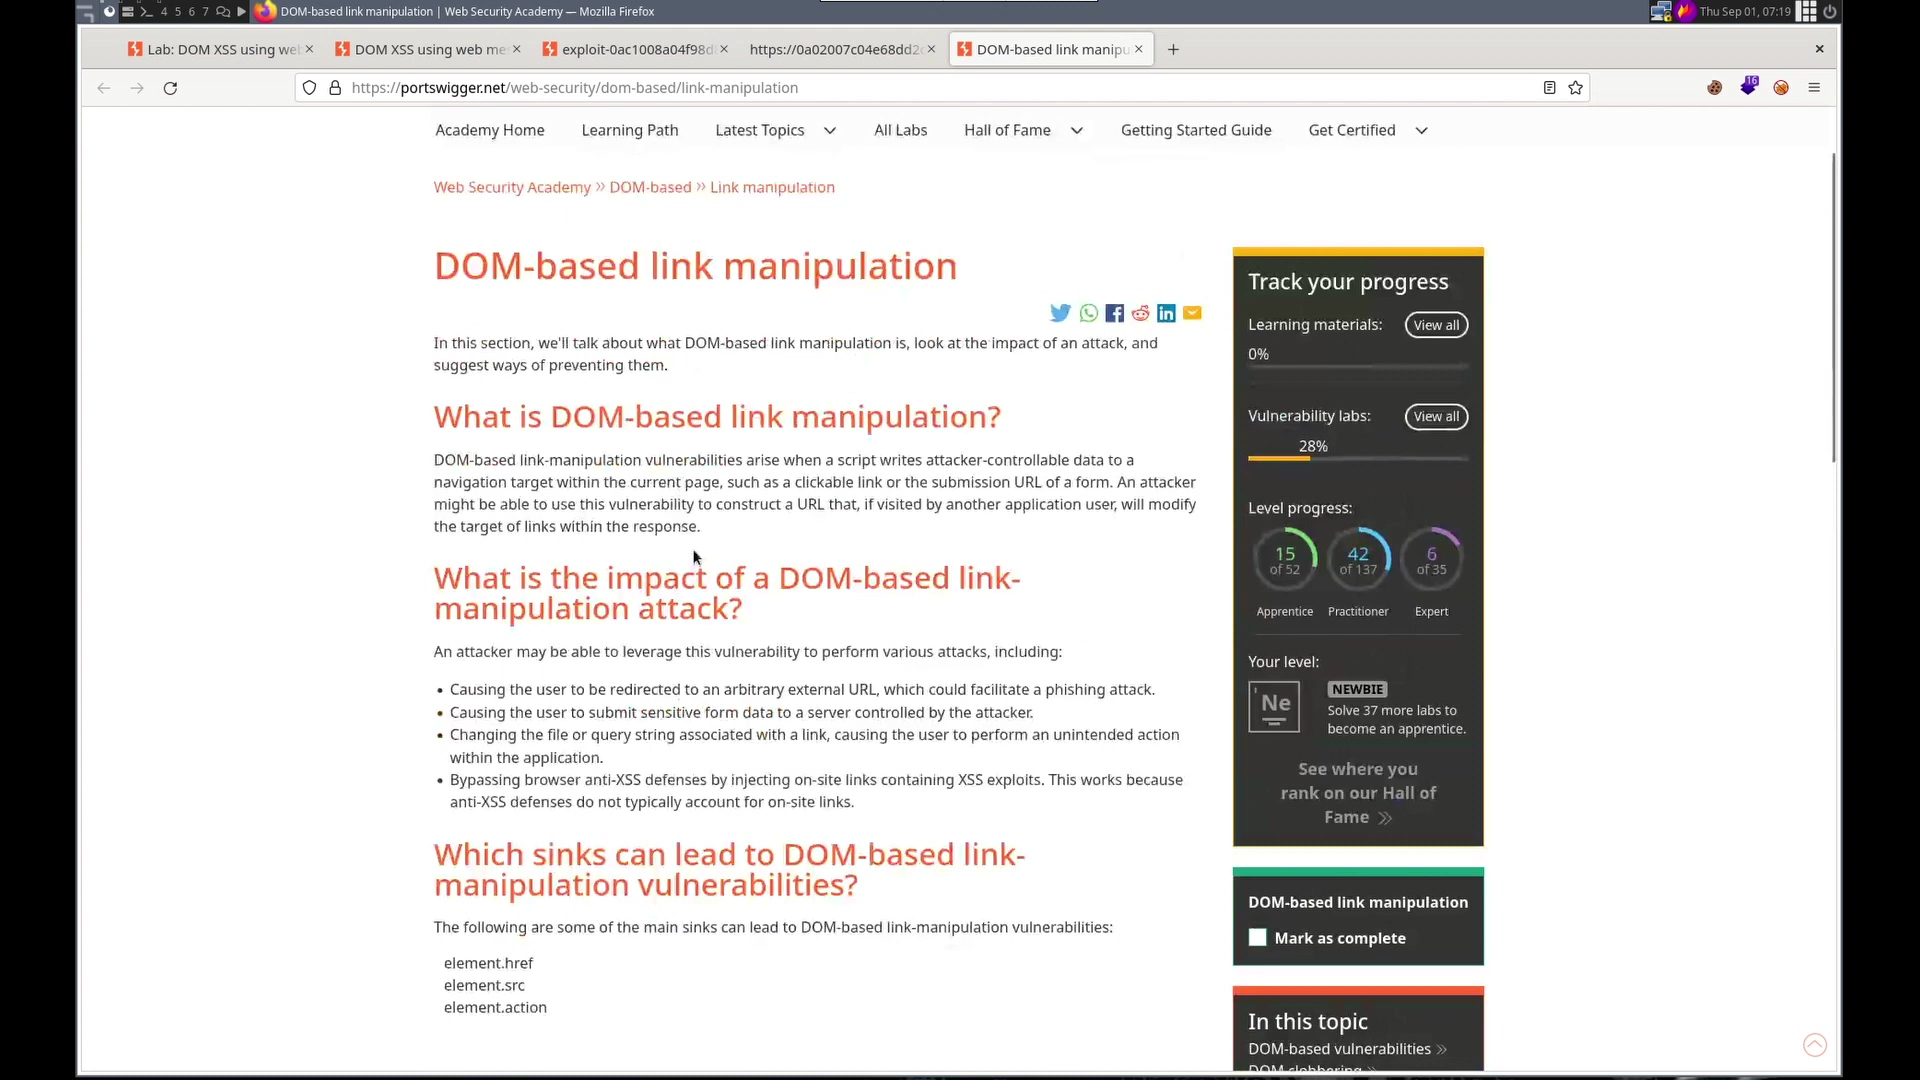 4 5 6 7
DOM-based link manipulation | Web Security Academy — Mozilla Firefox
Thu Sep 01, 07:19
Lab: DOM XSS using we
DOM XSS using web me
exploit-0ac1008a04f98d
https://0a02007c04e68dd2
DOM-based link manipu
https://portswigger.net/web-security/dom-based/link-manipulation
16
Academy Home
Learning Path
Latest Topics
All Labs
Hall of Fame
Getting Started Guide
Get Certified
Web Security Academy » DOM-based » Link manipulation
DOM-based link manipulation
In this section, we'll talk about what DOM-based link manipulation is, look at the impact of an attack, and
suggest ways of preventing them.
What is DOM-based link manipulation?
DOM-based link-manipulation vulnerabilities arise when a script writes attacker-controllable data to a
navigation target within the current page, such as a clickable link or the submission URL of a form. An attacker
might be able to use this vulnerability to construct a URL that, if visited by another application user, will modify
the target of links within the response.
What is the impact of a DOM-based link-
manipulation attack?
An attacker may be able to leverage this vulnerability to perform various attacks, including:
• Causing the user to be redirected to an arbitrary external URL, which could facilitate a phishing attack.
• Causing the user to submit sensitive form data to a server controlled by the attacker.
• Changing the file or query string associated with a link, causing the user to perform an unintended action
within the application.
• Bypassing browser anti-XSS defenses by injecting on-site links containing XSS exploits. This works because
anti-XSS defenses do not typically account for on-site links.
Which sinks can lead to DOM-based link-
manipulation vulnerabilities?
The following are some of the main sinks can lead to DOM-based link-manipulation vulnerabilities:
element.href
element.src
element.action
Track your progress
Learning materials:
View all
0%
Vulnerability labs:
View all
28%
Level progress:
15
of 52
42
of 137
6
of 35
Apprentice
Practitioner
Expert
Your level:
Ne
NEWBIE
Solve 37 more labs to
become an apprentice.
See where you
rank on our Hall of
Fame »
DOM-based link manipulation
Mark as complete
In this topic
DOM-based vulnerabilities »
DOM clobbering »